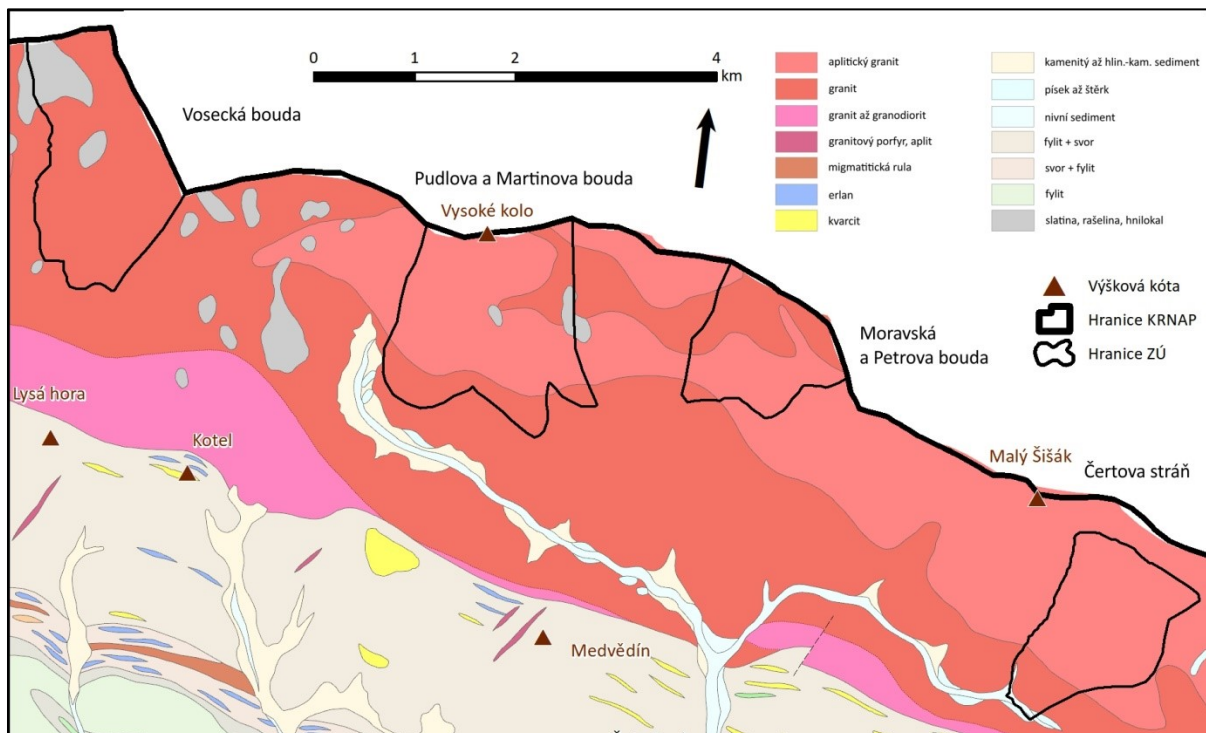 0 1 2 4
km
Vosecká bouda
Pudlova a Martinova bouda
Vysoké kolo
Moravská
a Petrova bouda
Lysá hora
Kotel
Malý Šišák
Čertova stráň
Medvědín
aplitický granit
granit
granit až granodiorit
granitový porfyr, aplit
migmatitická rula
erlan
kvarcit
kamenitý až hlin.-kam. sediment
písek až štěrk
nivní sediment
fylit + svor
svor + fylit
fylit
slatina, rašelina, hnilokal
Výšková kóta
Hranice KRNAP
Hranice ZÚ